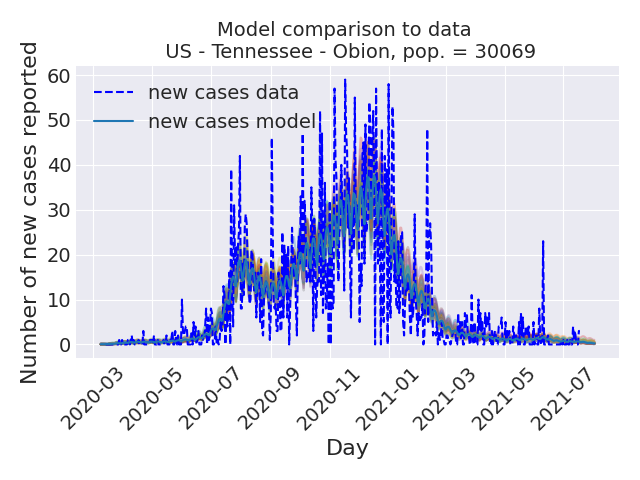 Model comparison to data
US - Tennessee - Obion, pop. = 30069
Number of new cases reported
60
50
40
30
20
10
0
new cases data
new cases model
2020-03
2020-05
2020-07
2020-09
2020-11
2021-01
2021-03
2021-05
2021-07
Day